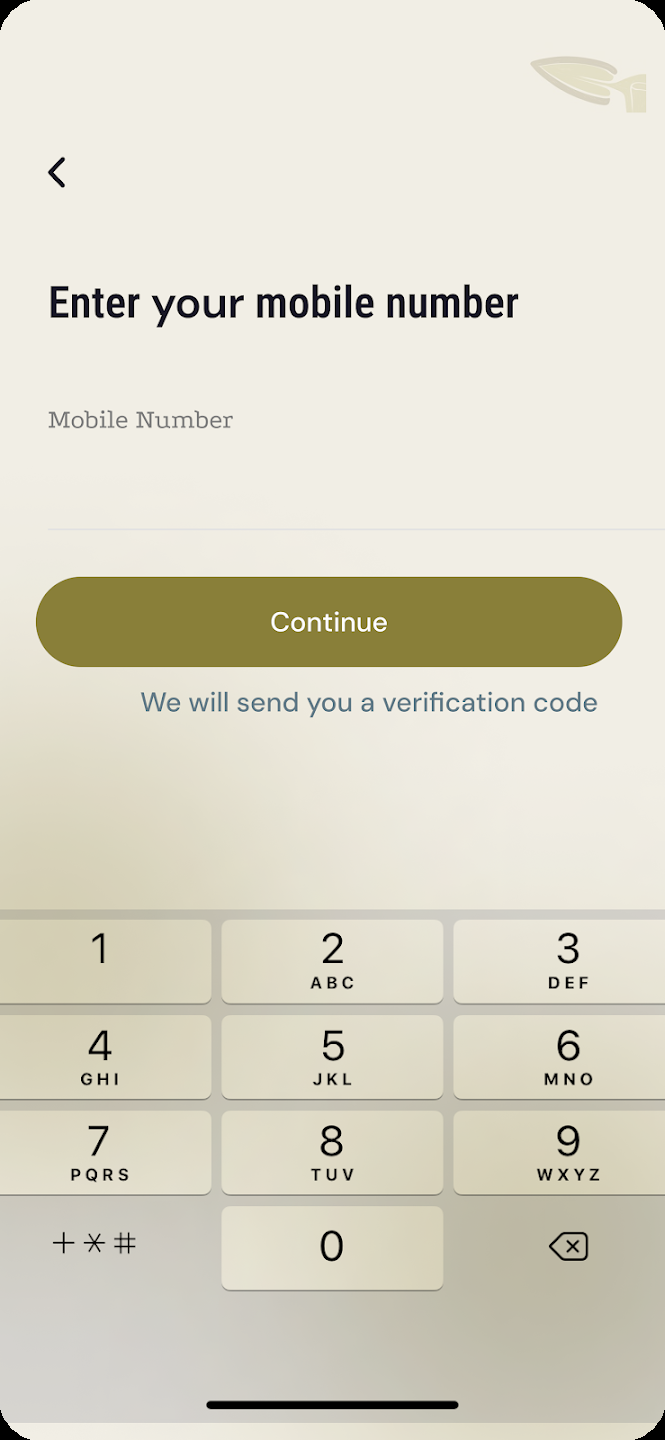 Enter your mobile number
Mobile Number
Continue
We will send you a verification code
1 2 3
ABC DEF
4 5 6
GHI JKL MNO
7 8 9
PQRS TUV WXYZ
+*# 0